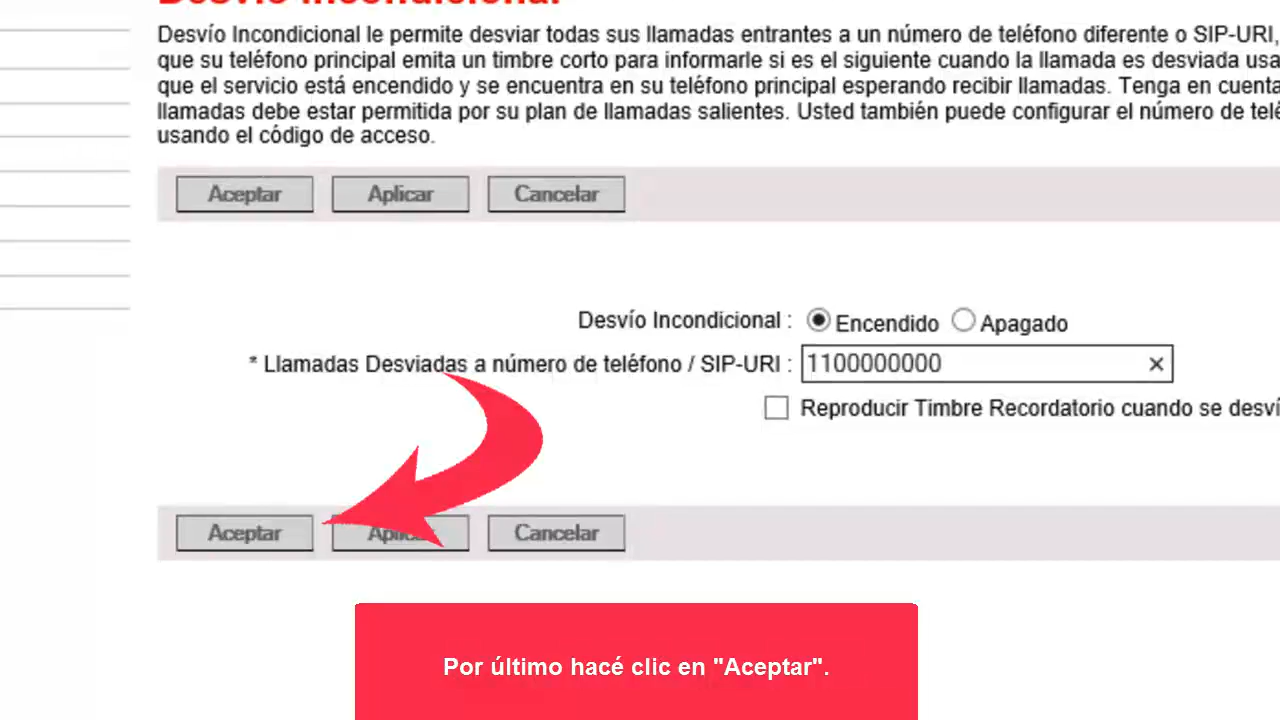 Desvío Incondicional
Desvío Incondicional le permite desviar todas sus llamadas entrantes a un número de teléfono diferente o SIP-URI,
que su teléfono principal emita un timbre corto para informarle si es el siguiente cuando la llamada es desviada usa
que el servicio está encendido y se encuentra en su teléfono principal esperando recibir llamadas. Tenga en cuenta
llamadas debe estar permitida por su plan de llamadas salientes. Usted también puede configurar el número de telé
usando el código de acceso.
Aceptar Aplicar Cancelar
Desvío Incondicional : Encendido Apagado
* Llamadas Desviadas a número de teléfono / SIP-URI : 1100000000
Reproducir Timbre Recordatorio cuando se desví
Aceptar Aplicar Cancelar
Por último hacé clic en "Aceptar".